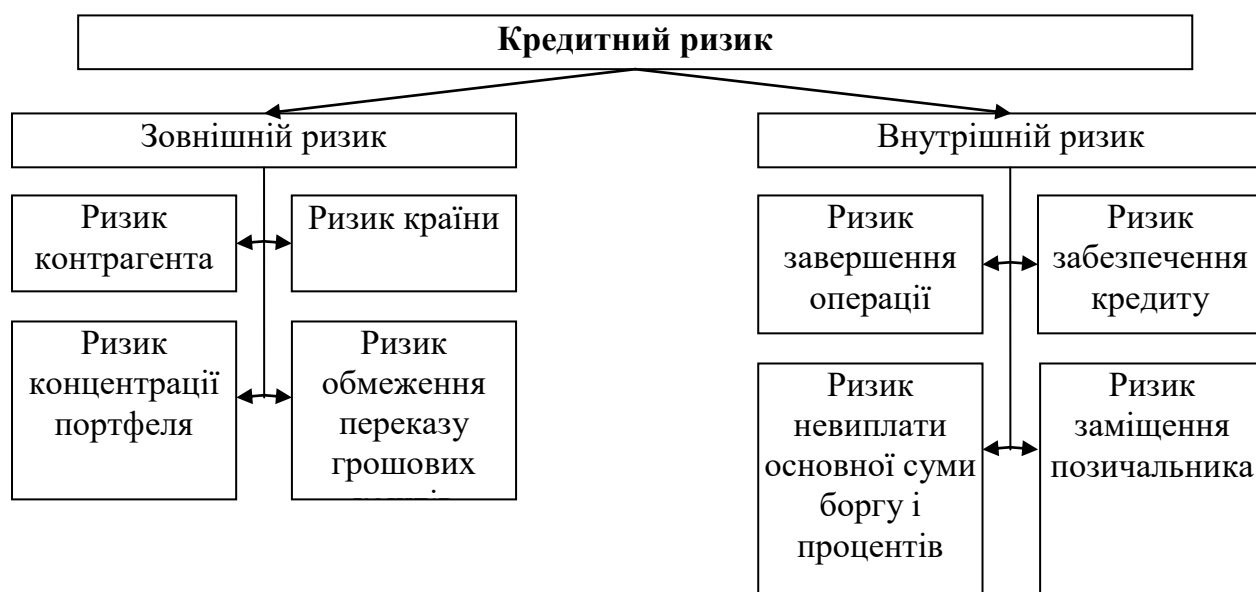 Кредитний ризик
Зовнішній ризик
Внутрішній ризик
Ризик
контрагента
Ризик країни
Ризик
концентрації
портфеля
Ризик
обмеження
переказу
грошових
Ризик
завершення
операції
Ризик
забезпечення
кредиту
Ризик
невиплати
основної суми
боргу і
процентів
Ризик
заміщення
позичальника